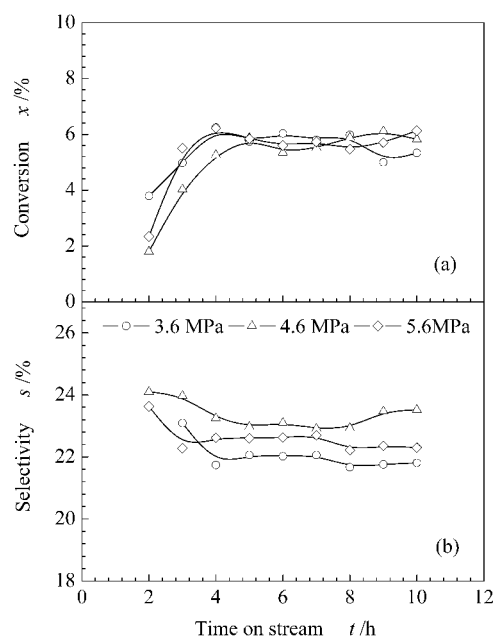 10
8
6
4
2
0
Conversion x /%
(a)
3.6 MPa 4.6 MPa 5.6MPa
26
24
22
20
18
Selectivity s /%
(b)
0 2 4 6 8 10 12
Time on stream t /h